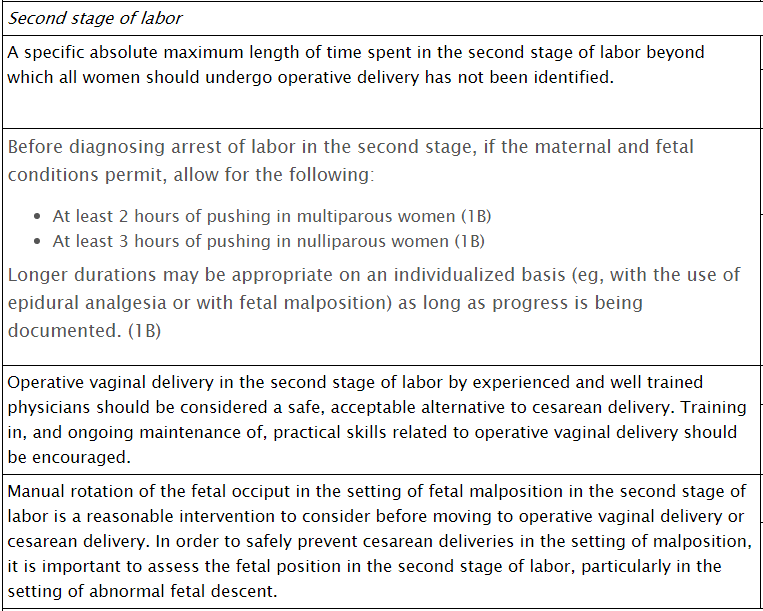 Second stage of labor
A specific absolute maximum length of time spent in the second stage of labor beyond
which all women should undergo operative delivery has not been identified.
Before diagnosing arrest of labor in the second stage, if the maternal and fetal
conditions permit, allow for the following:
• At least 2 hours of pushing in multiparous women (1B)
• At least 3 hours of pushing in nulliparous women (1B)
Longer durations may be appropriate on an individualized basis (eg, with the use of
epidural analgesia or with fetal malposition) as long as progress is being
documented. (1B)
Operative vaginal delivery in the second stage of labor by experienced and well trained
physicians should be considered a safe, acceptable alternative to cesarean delivery. Training
in, and ongoing maintenance of, practical skills related to operative vaginal delivery should
be encouraged.
Manual rotation of the fetal occiput in the setting of fetal malposition in the second stage of
labor is a reasonable intervention to consider before moving to operative vaginal delivery or
cesarean delivery. In order to safely prevent cesarean deliveries in the setting of malposition,
it is important to assess the fetal position in the second stage of labor, particularly in the
setting of abnormal fetal descent.